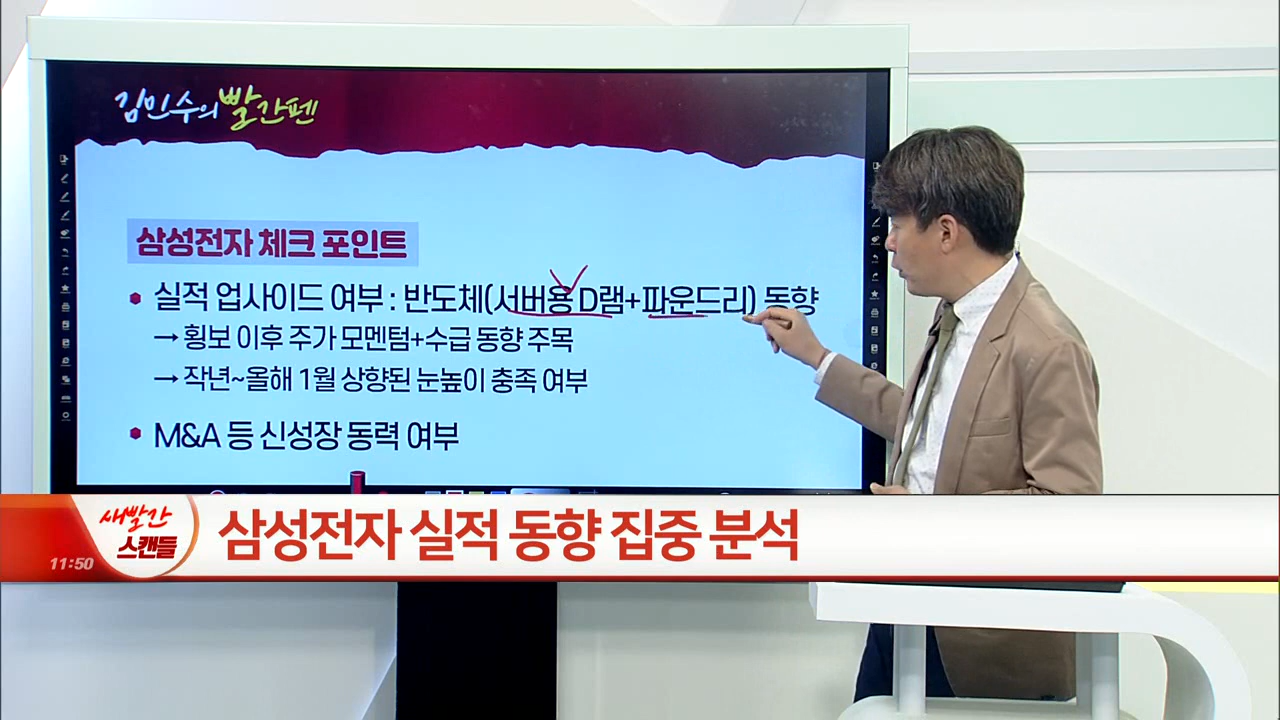 김민수의 빨간펜
삼성전자 체크 포인트
• 실적 업사이드 여부 : 반도체(서버용 D램+파운드리) 동향
→ 횡보 이후 주가 모멘텀+수급 동향 주목
→ 작년~올해 1월 상향된 눈높이 충족 여부
• M&A 등 신성장 동력 여부
새빨간
스캔들
11:50
삼성전자 실적 동향 집중 분석